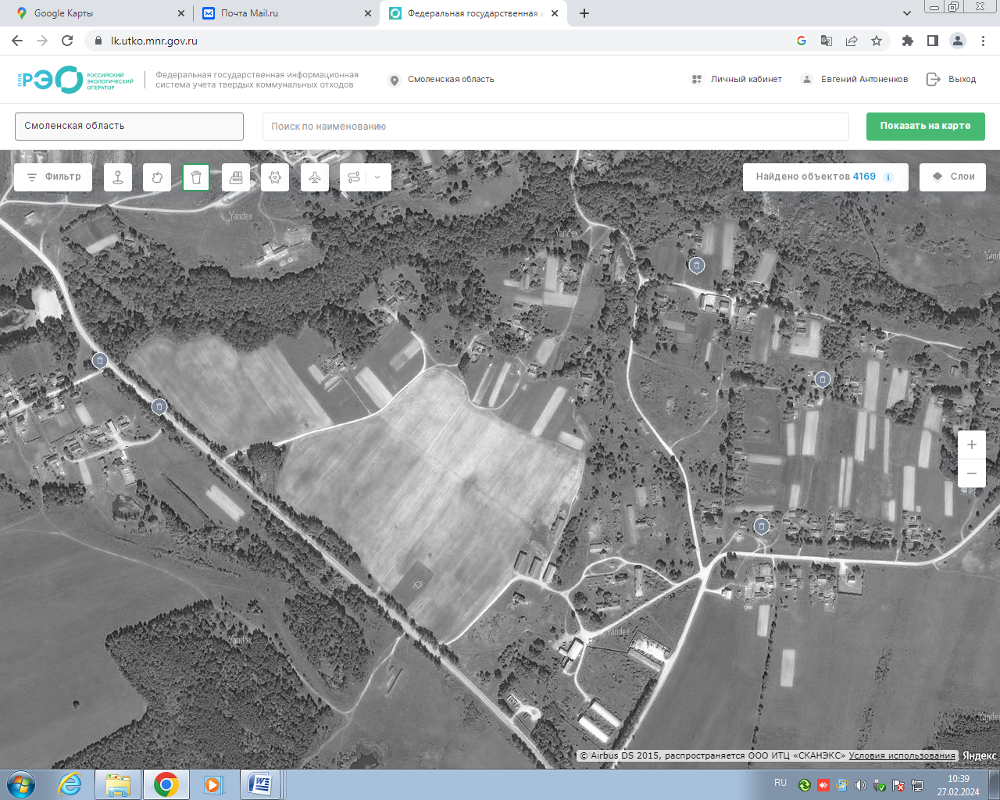 Google Карты
Почта Mail.ru
Федеральная государственная и
lk.utko.mnr.gov.ru
ппк
РЭО
РОССИЙСКИЙ
ЭКОЛОГИЧЕСКИЙ
ОПЕРАТОР
Федеральная государственная информационная
система учета твердых коммунальных отходов
Смоленская область
Личный кабинет
Евгений Антоненков
Выход
Смоленская область
Поиск по наименованию
Показать на карте
Фильтр
Найдено объектов 4169 i
Слои
Yandex
Yandex
Yand
Yandex
Yandex
Yandex
© Airbus DS 2015, распространяется ООО ИТЦ «СКАНЭКС» Условия использования
Яндекс
RU
10:39
27.02.2024